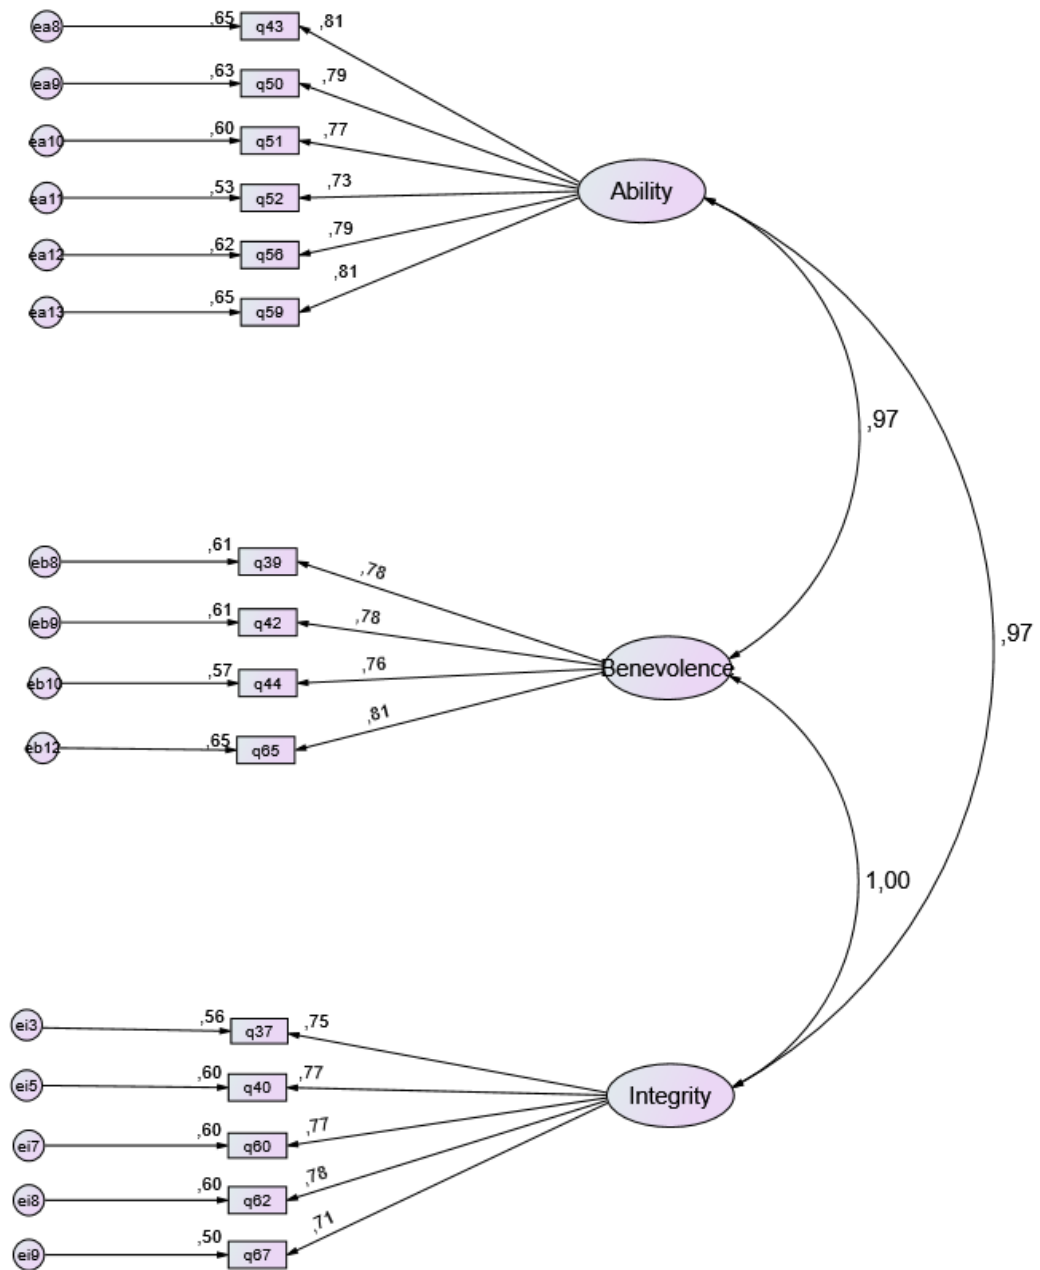 ea8 ,65 q43 ,81
ea9 ,63 q50 ,79
ea10 ,60 q51 ,77
ea11 ,53 q52 ,73
ea12 ,62 q56 ,79
ea13 ,65 q59 ,81
Ability
,97
,97
eb8 ,61 q39 ,78
eb9 ,61 q42 ,78
eb10 ,57 q44 ,76
eb12 ,65 q65 ,81
Benevolence
1,00
ei3 ,56 q37 ,75
ei5 ,60 q40 ,77
ei7 ,60 q60 ,77
ei8 ,60 q62 ,78
ei9 ,50 q67 ,71
Integrity